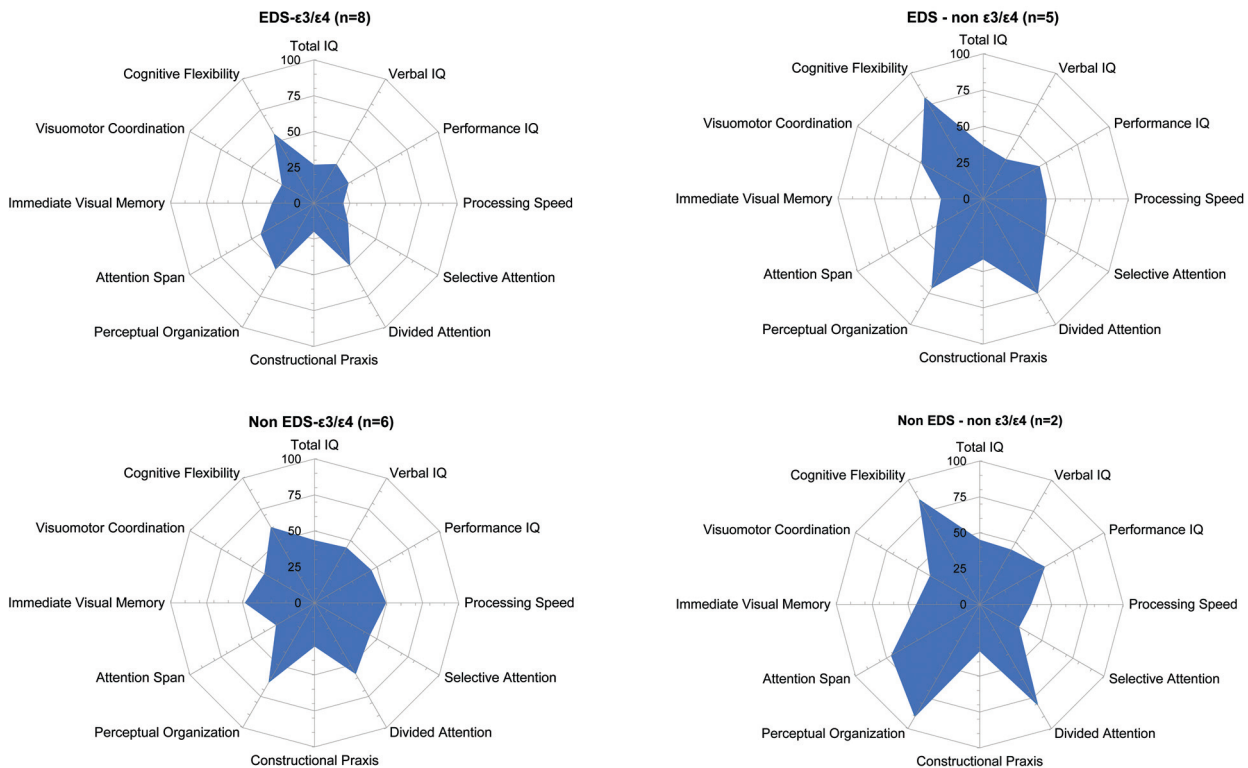 EDS-ε3/ε4 (n=8)
Total IQ
100
Cognitive Flexibility
Verbal IQ
75
Visuomotor Coordination
Performance IQ
50
25
Immediate Visual Memory
0
Processing Speed
Attention Span
Selective Attention
Perceptual Organization
Divided Attention
Constructional Praxis
EDS - non ε3/ε4 (n=5)
Total IQ
100
Cognitive Flexibility
Verbal IQ
75
Visuomotor Coordination
Performance IQ
50
25
Immediate Visual Memory
0
Processing Speed
Attention Span
Selective Attention
Perceptual Organization
Divided Attention
Constructional Praxis
Non EDS-ε3/ε4 (n=6)
Total IQ
100
Cognitive Flexibility
Verbal IQ
75
Visuomotor Coordination
Performance IQ
50
25
Immediate Visual Memory
0
Processing Speed
Attention Span
Selective Attention
Perceptual Organization
Divided Attention
Constructional Praxis
Non EDS - non ε3/ε4 (n=2)
Total IQ
100
Cognitive Flexibility
Verbal IQ
75
Visuomotor Coordination
Performance IQ
50
25
Immediate Visual Memory
0
Processing Speed
Attention Span
Selective Attention
Perceptual Organization
Divided Attention
Constructional Praxis